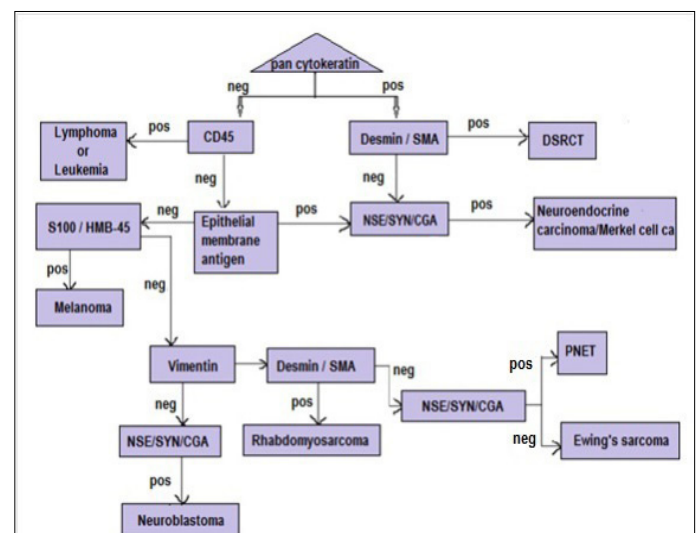 pan cytokeratin
neg
pos
Lymphoma
or
Leukemia
pos
CD45
Desmin / SMA
pos
DSRCT
neg
neg
S100 / HMB-45
neg
Epithelial
membrane
antigen
pos
NSE/SYN/CGA
pos
Neuroendocrine
carcinoma/Merkel cell ca
pos
neg
Melanoma
Vimentin
Desmin / SMA
neg
pos
PNET
neg
pos
NSE/SYN/CGA
NSE/SYN/CGA
Rhabdomyosarcoma
neg
Ewing's sarcoma
pos
Neuroblastoma